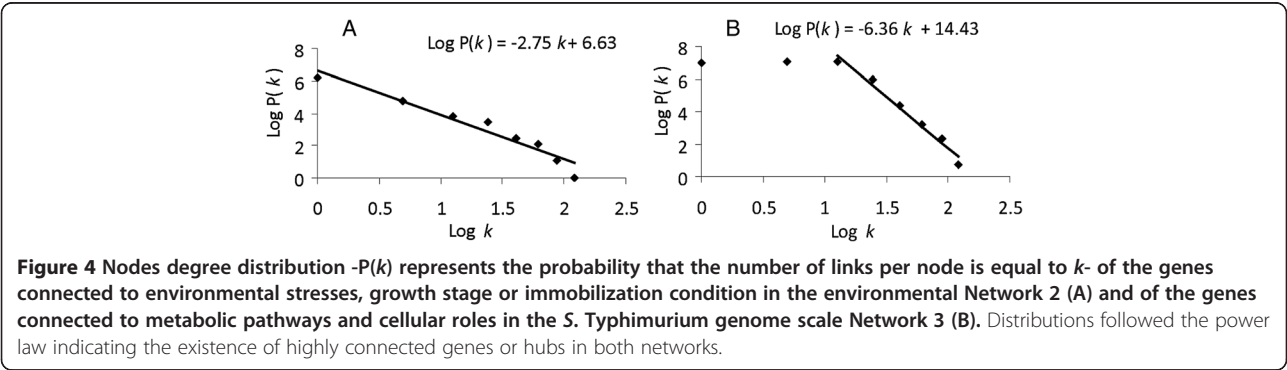 A
Log P(k) = -2.75 k+ 6.63
8
6
4
2
0
Log P( k )
0 0.5 1 1.5 2 2.5
Log k
B
Log P(k ) = -6.36 k + 14.43
8
6
4
2
0
Log P( k )
0 0.5 1 1.5 2 2.5
Log k
Figure 4 Nodes degree distribution -P(k) represents the probability that the number of links per node is equal to k- of the genes
connected to environmental stresses, growth stage or immobilization condition in the environmental Network 2 (A) and of the genes
connected to metabolic pathways and cellular roles in the S. Typhimurium genome scale Network 3 (B). Distributions followed the power
law indicating the existence of highly connected genes or hubs in both networks.